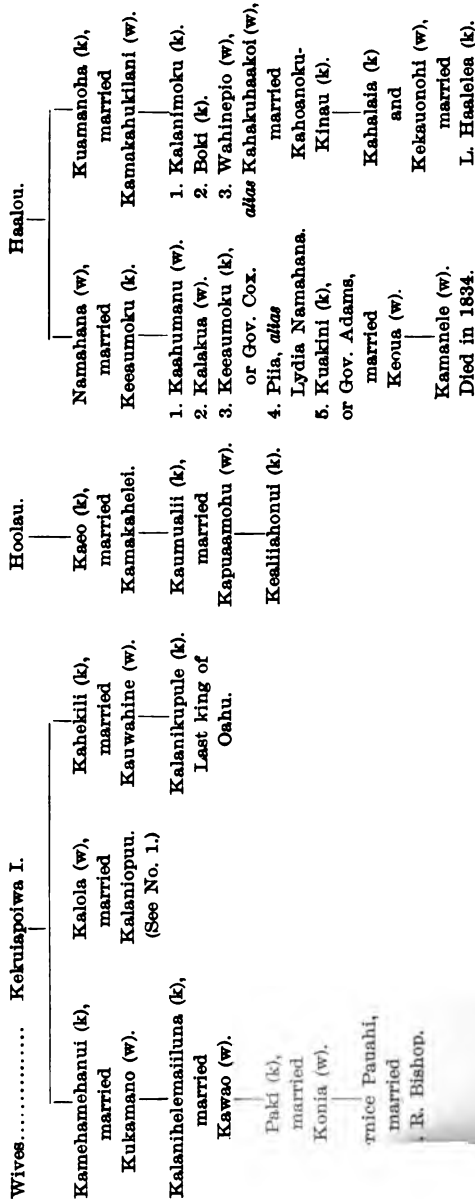 Wives............... Kekuiapoiwa I.
Kamehamehanui (k),
married
Kukamano (w).
Kalanihelemaiiluna (k),
married
Kawao (w).
Paki (k),
married
Konia (w).
rnice Pauahi,
married
. R. Bishop.
Kalola (w),
married
Kalaniopuu.
(See No. 1.)
Kahekili (k),
married
Kauwahine (w).
Kalanikupule (k).
Last king of
Oahu.
Hoolau.
Kaeo (k),
married
Kamakahelei.
Kaumualii (k),
married
Kapuaamohu (w).
Kealiiahonui (k).
Haalou.
Namahana (w),
married
Keeaumoku (k).
1. Kaahumanu (w).
2. Kalakua (w).
3. Keeaumoku (k),
or Gov. Cox.
4. Piia, alias
Lydia Namahana.
5. Kuakini (k),
or Gov. Adams,
married
Keoua (w).
Kamanele (w).
Died in 1834.
Kuamanoha (k),
married
Kamakahukilani (w).
1. Kalanimoku (k).
2. Boki (k).
3. Wahinepio (w),
alias Kahakuhaakoi (w),
married
Kahoanoku-
Kinau (k).
Kahalaia (k)
and
Kekauonohi (w),
married
L. Haalelea (k).